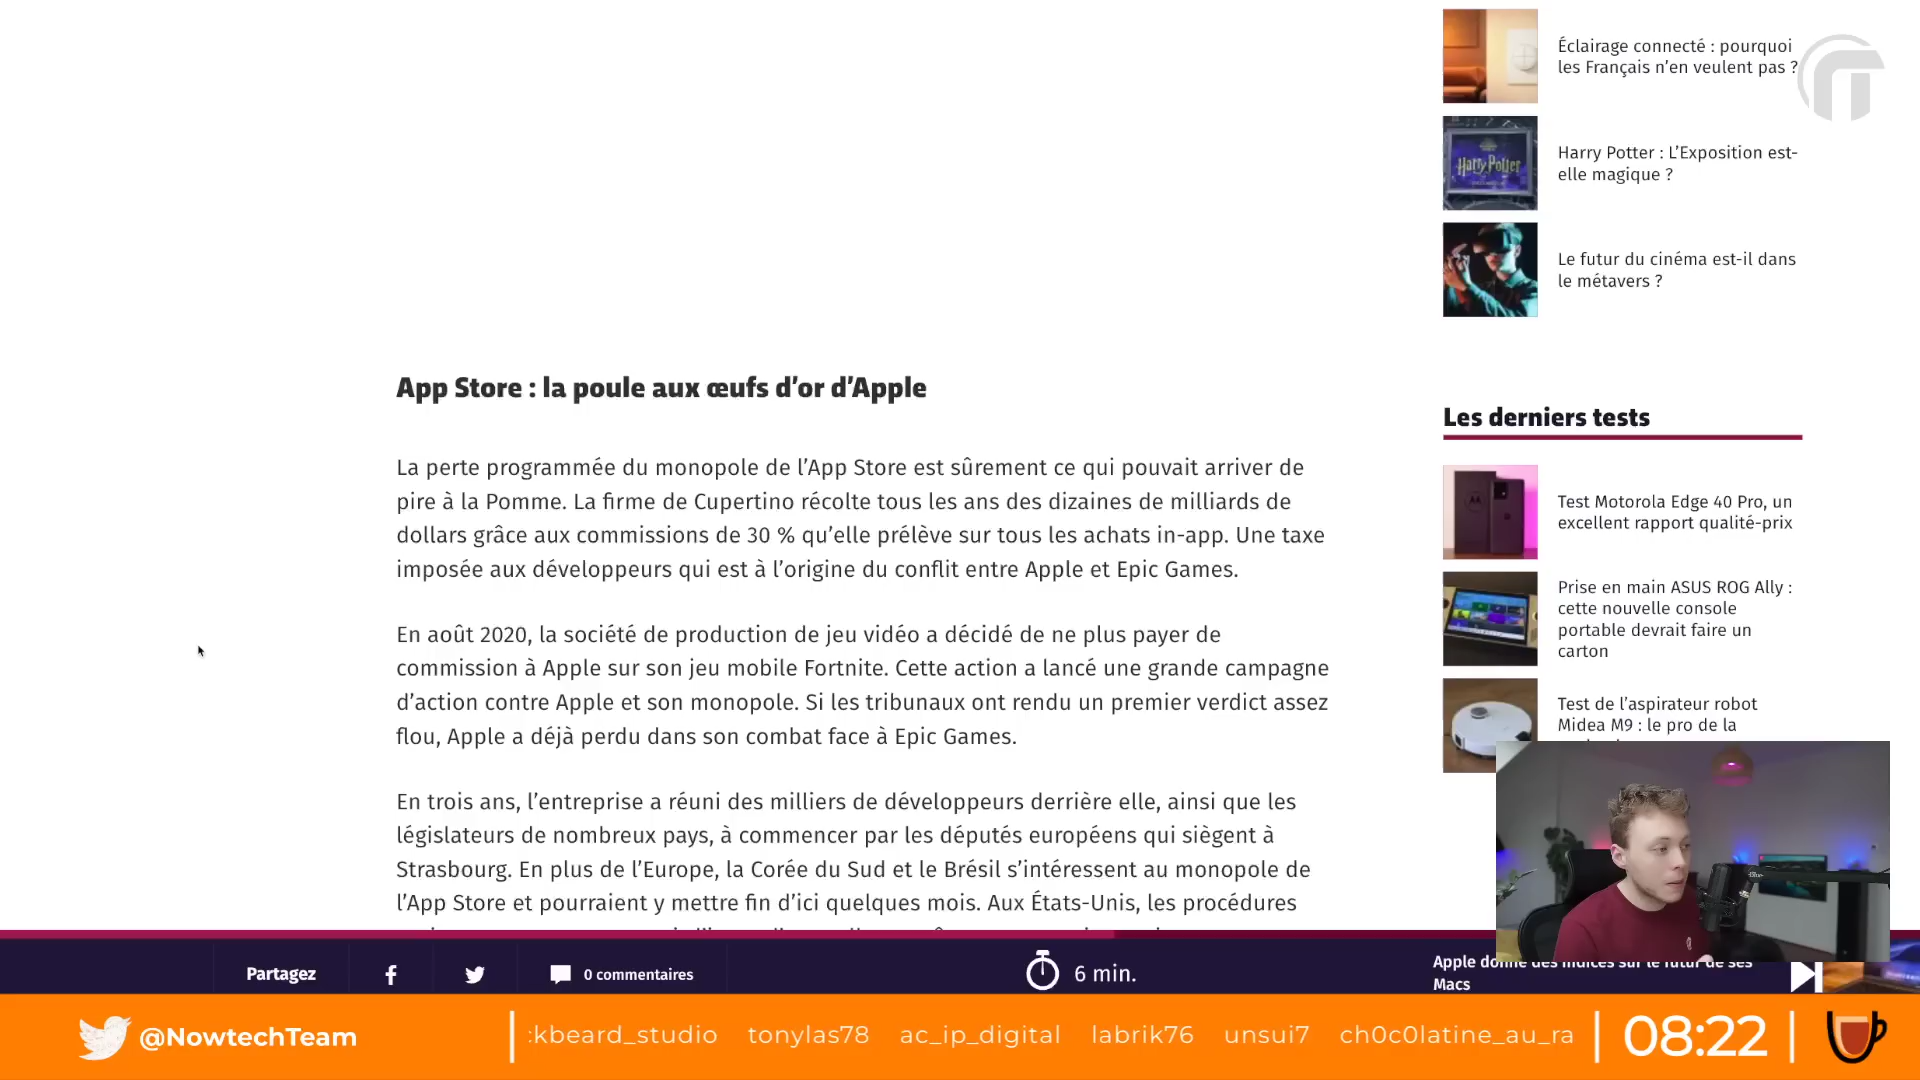 Éclairage connecté : pourquoi
les Français n’en veulent pas ?
Harry Potter
Harry Potter : L’Exposition est-
elle magique ?
Le futur du cinéma est-il dans
le métavers ?
App Store : la poule aux œufs d’or d’Apple
La perte programmée du monopole de l’App Store est sûrement ce qui pouvait arriver de
pire à la Pomme. La firme de Cupertino récolte tous les ans des dizaines de milliards de
dollars grâce aux commissions de 30 % qu’elle prélève sur tous les achats in-app. Une taxe
imposée aux développeurs qui est à l’origine du conflit entre Apple et Epic Games.
En août 2020, la société de production de jeu vidéo a décidé de ne plus payer de
commission à Apple sur son jeu mobile Fortnite. Cette action a lancé une grande campagne
d’action contre Apple et son monopole. Si les tribunaux ont rendu un premier verdict assez
flou, Apple a déjà perdu dans son combat face à Epic Games.
En trois ans, l’entreprise a réuni des milliers de développeurs derrière elle, ainsi que les
législateurs de nombreux pays, à commencer par les députés européens qui siègent à
Strasbourg. En plus de l’Europe, la Corée du Sud et le Brésil s’intéressent au monopole de
l’App Store et pourraient y mettre fin d’ici quelques mois. Aux États-Unis, les procédures
Les derniers tests
Test Motorola Edge 40 Pro, un
excellent rapport qualité-prix
Prise en main ASUS ROG Ally :
cette nouvelle console
portable devrait faire un
carton
Test de l’aspirateur robot
Midea M9 : le pro de la
Partagez
0 commentaires
6 min.
Apple donne des indices sur le futur de ses
Macs
@NowtechTeam
:kbeard_studio tonylas78 ac_ip_digital labrik76 unsui7 ch0c0latine_au_ra
08:22